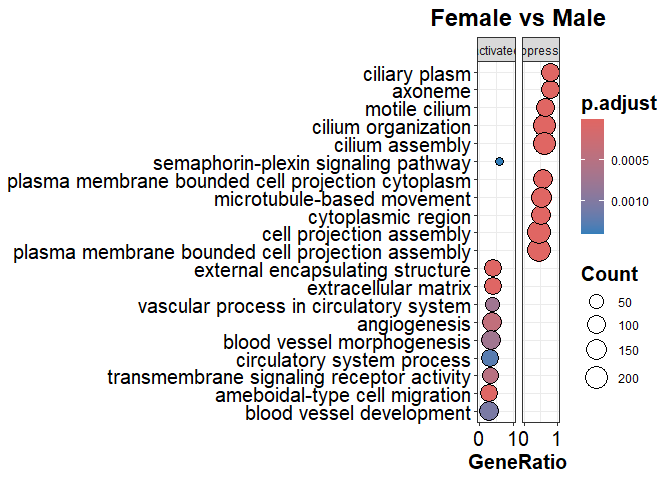 Female vs Male
ctivated
ppress
ciliary plasm
axoneme
motile cilium
cilium organization
cilium assembly
semaphorin-plexin signaling pathway
plasma membrane bounded cell projection cytoplasm
microtubule-based movement
cytoplasmic region
cell projection assembly
plasma membrane bounded cell projection assembly
external encapsulating structure
extracellular matrix
vascular process in circulatory system
angiogenesis
blood vessel morphogenesis
circulatory system process
transmembrane signaling receptor activity
ameboidal-type cell migration
blood vessel development
0 1 0 1
GeneRatio
p.adjust
0.0005
0.0010
Count
50
100
150
200